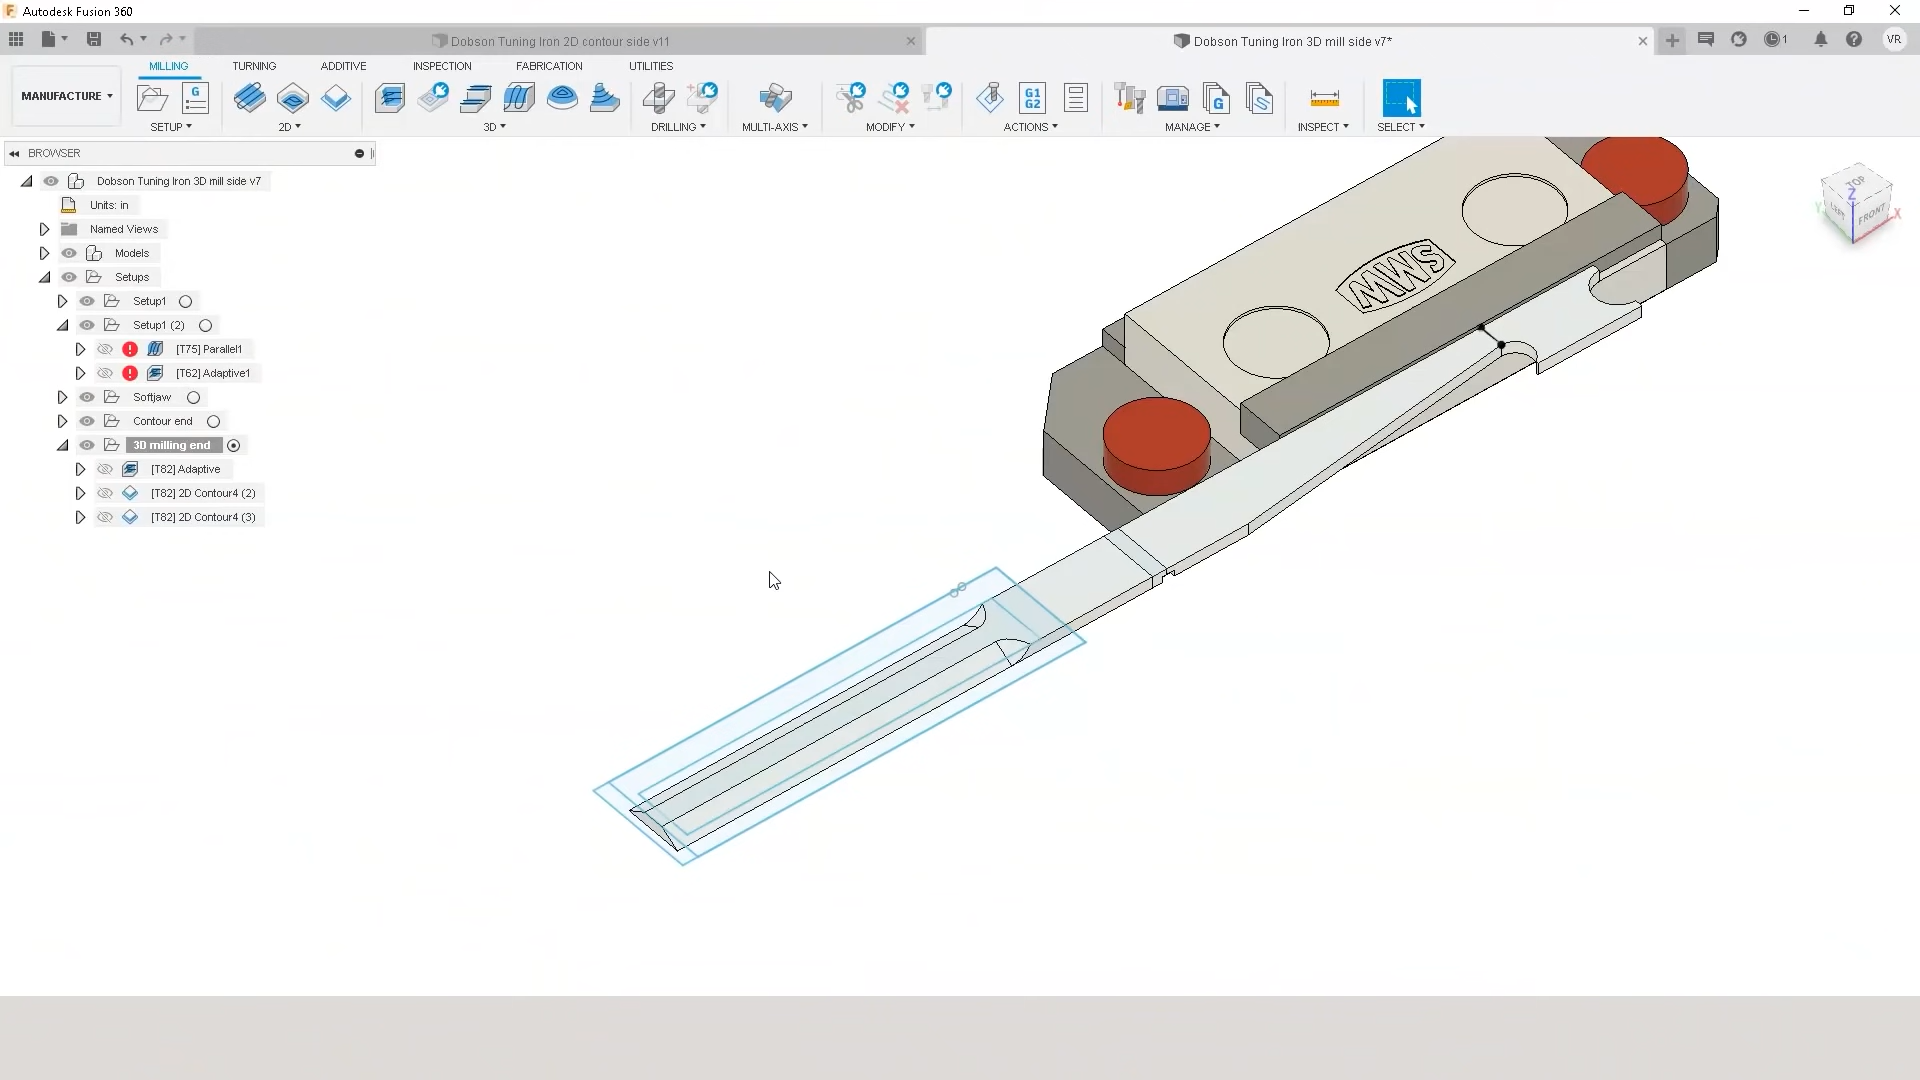 Autodesk Fusion 360
Dobson Tuning Iron 2D contour side v11
Dobson Tuning Iron 3D mill side v7*
1
VR
MILLING
TURNING
ADDITIVE
INSPECTION
FABRICATION
UTILITIES
MANUFACTURE
G
G1
G2
G
SETUP
2D
3D
DRILLING
MULTI-AXIS
MODIFY
ACTIONS
MANAGE
INSPECT
SELECT
BROWSER
Dobson Tuning Iron 3D mill side v7
Units: in
Named Views
Models
Setups
Setup1
Setup1 (2)
[T75] Parallel1
[T62] Adaptive1
Softjaw
Contour end
3D milling end
[T82] Adaptive
[T82] 2D Contour4 (2)
[T82] 2D Contour4 (3)
SMW
TOP
LEFT
FRONT
Z
Y
X